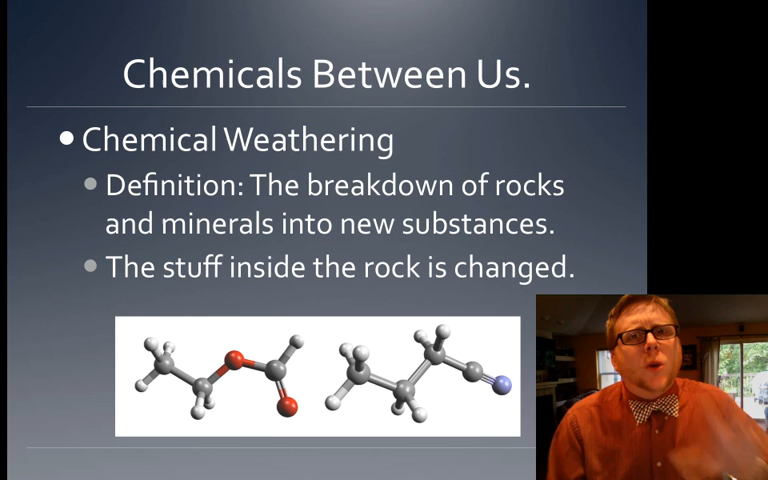 Chemicals Between Us.
Chemical Weathering
Definition: The breakdown of rocks
and minerals into new substances.
The stuff inside the rock is changed.